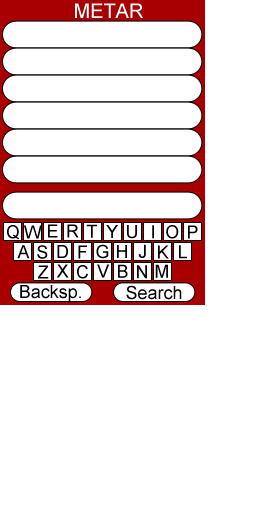 METAR
Q W E R T Y U I O P
A S D F G H J K L
Z X C V B N M
Backsp. Search